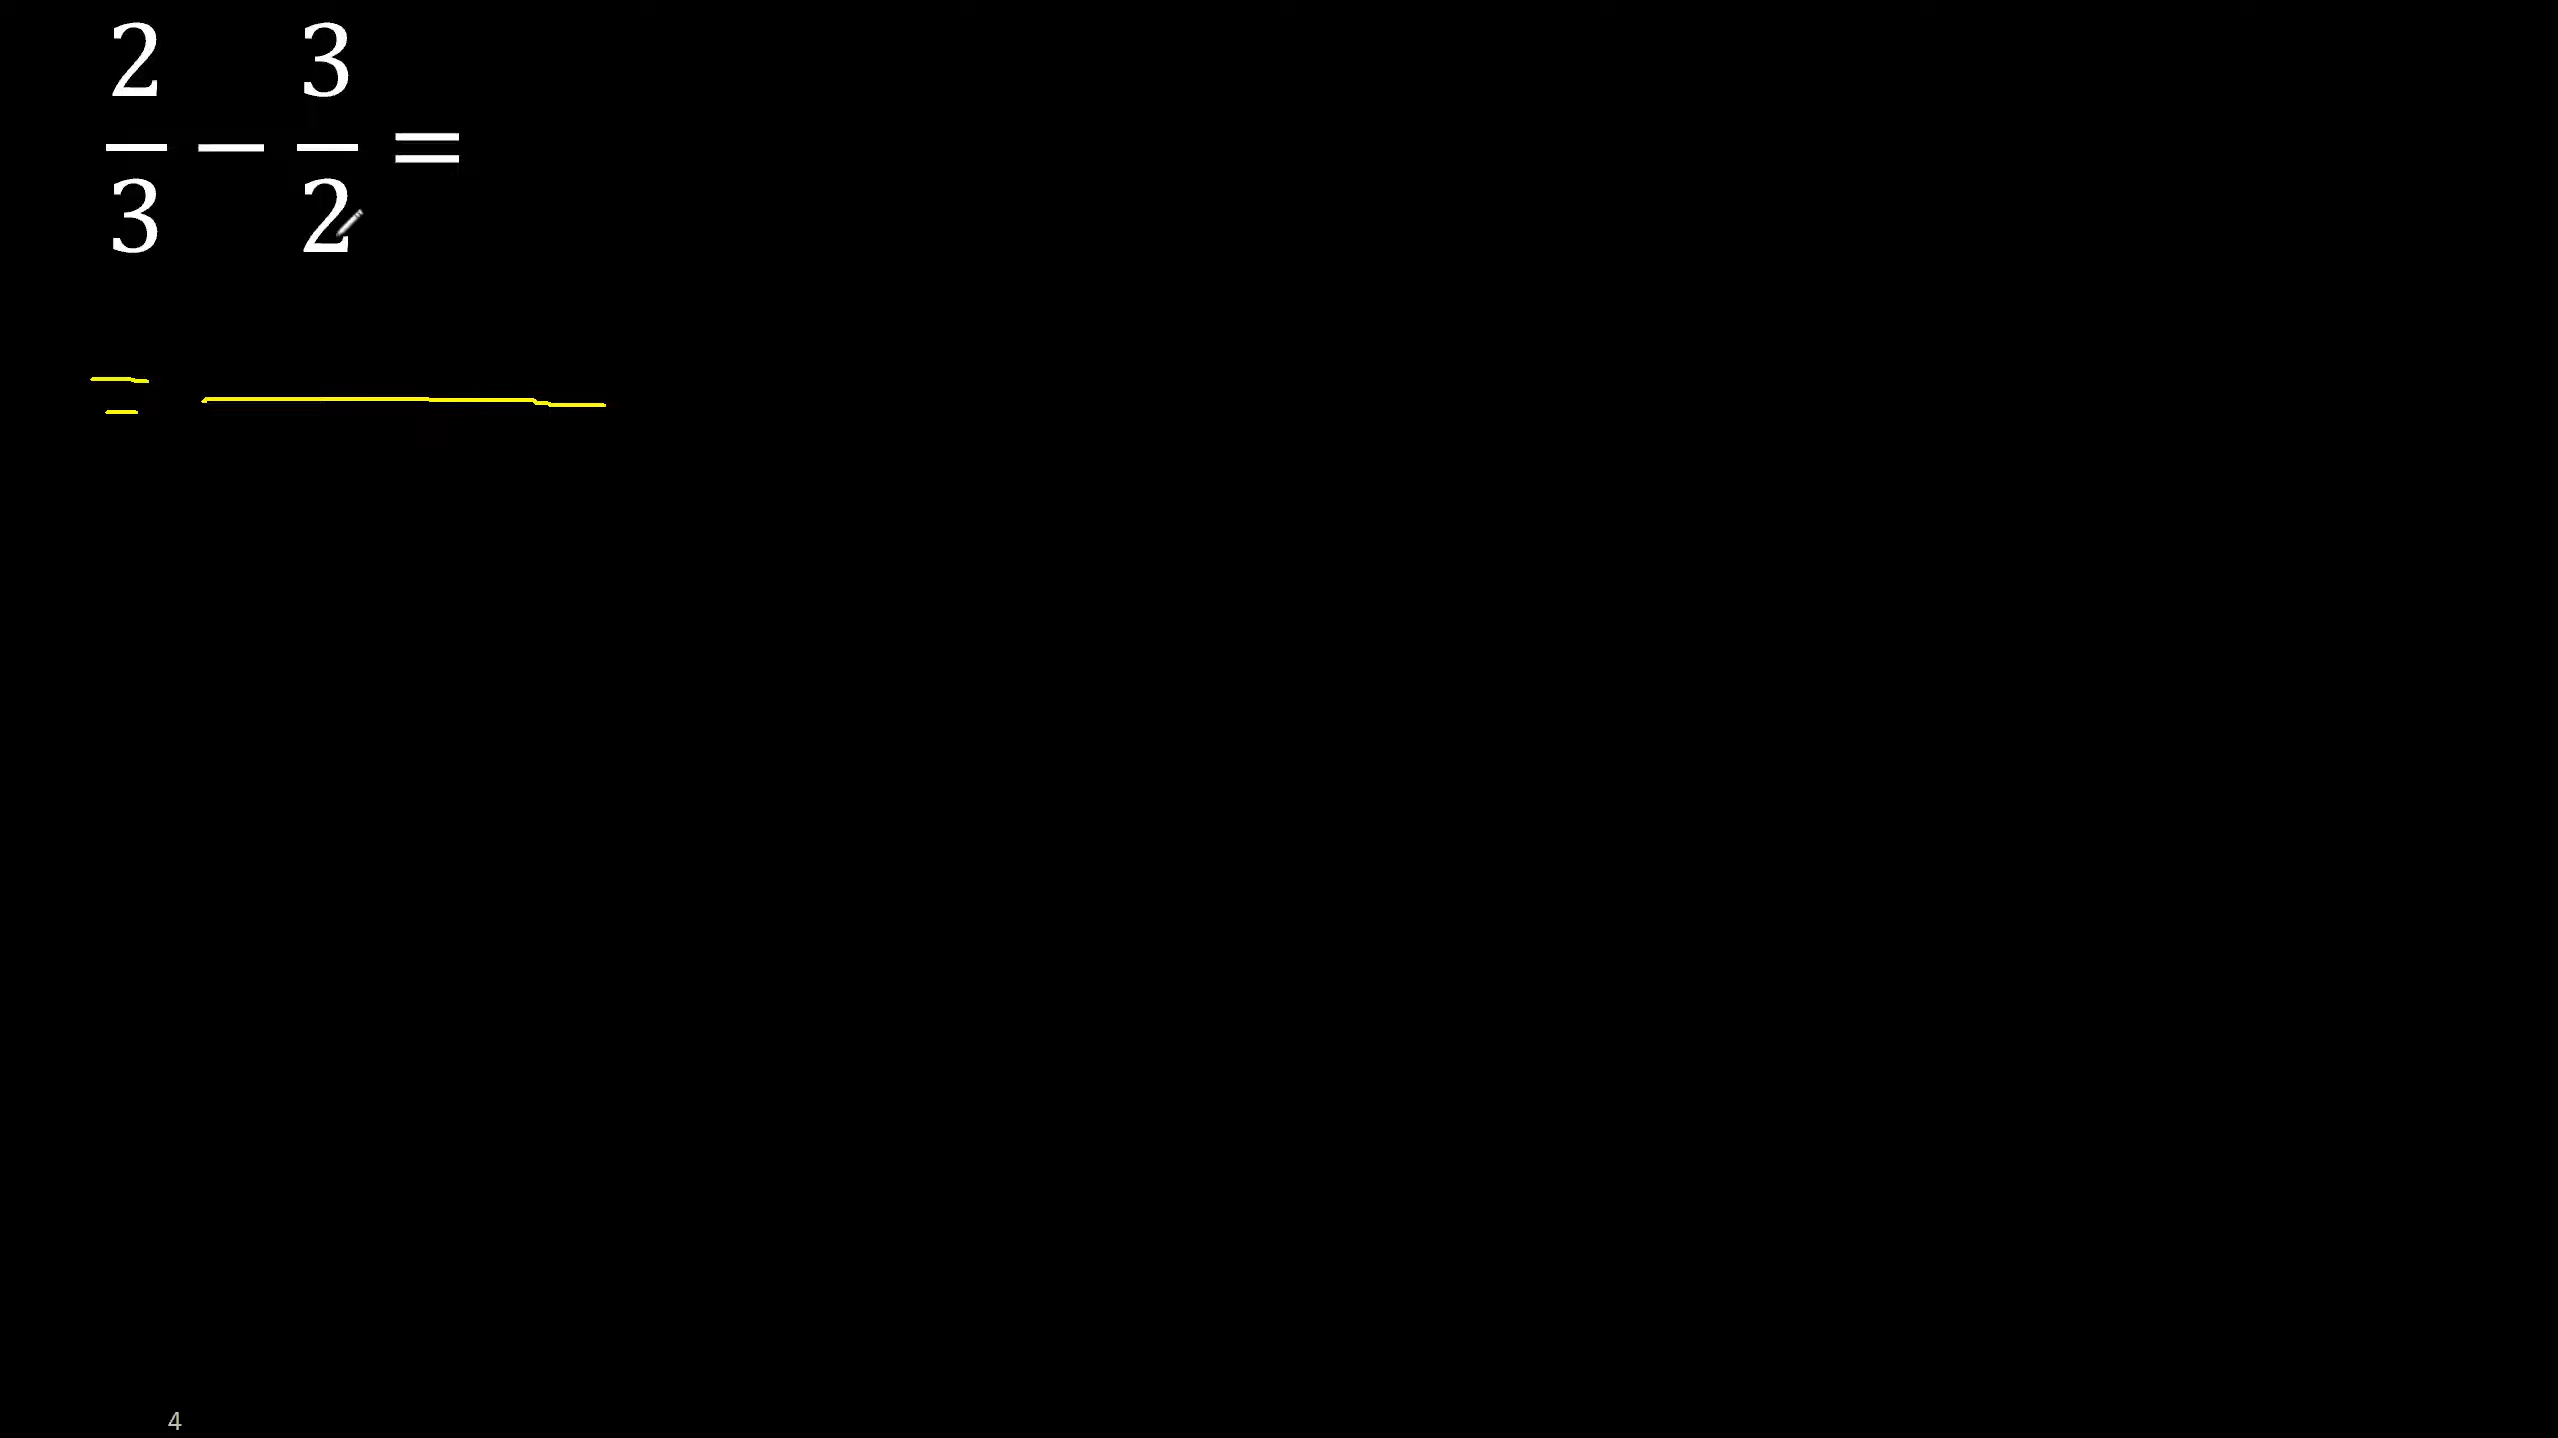 2/3 − 3/2 =
=
4